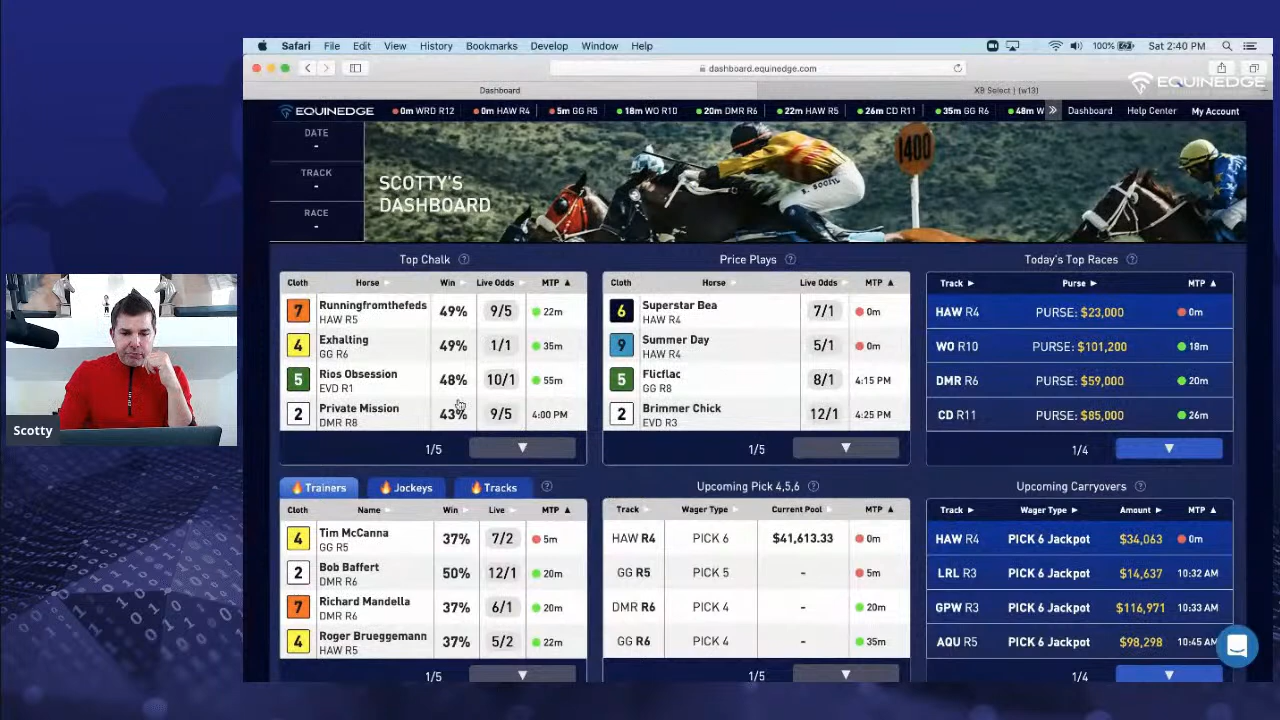 Safari File Edit View History Bookmarks Develop Window Help 100% Sat 2:40 PM
dashboard.equinedge.com
EQUINEDGE
Dashboard XB Select | (w13)
EQUINEDGE 0m WRD R12 0m HAW R4 5m GG R5 18m WO R10 20m DMR R6 22m HAW R5 26m CD R11 35m GG R6 48m W Dashboard Help Center My Account
DATE
-
TRACK
-
RACE
-
SCOTTY'S
DASHBOARD
1400
S. SOCHI
Top Chalk ?
Cloth Horse Win Live Odds MTP
7 Runningfromthefeds 49% 9/5 22m
HAW R5
4 Exhalting 49% 1/1 35m
GG R6
5 Rios Obsession 48% 10/1 55m
EVD R1
2 Private Mission 43% 9/5 4:00 PM
DMR R8
1/5
Price Plays ?
Cloth Horse Live Odds MTP
6 Superstar Bea 7/1 0m
HAW R4
9 Summer Day 5/1 0m
HAW R4
5 Flicflac 8/1 4:15 PM
GG R8
2 Brimmer Chick 12/1 4:25 PM
EVD R3
1/5
Today's Top Races ?
Track Purse MTP
HAW R4 PURSE: $23,000 0m
WO R10 PURSE: $101,200 18m
DMR R6 PURSE: $59,000 20m
CD R11 PURSE: $85,000 26m
1/4
Trainers Jockeys Tracks ?
Cloth Name Win Live MTP
4 Tim McCanna 37% 7/2 5m
GG R5
2 Bob Baffert 50% 12/1 20m
DMR R6
7 Richard Mandella 37% 6/1 20m
DMR R6
4 Roger Brueggemann 37% 5/2 22m
HAW R5
1/5
Upcoming Pick 4,5,6 ?
Track Wager Type Current Pool MTP
HAW R4 PICK 6 $41,613.33 0m
GG R5 PICK 5 - 5m
DMR R6 PICK 4 - 20m
GG R6 PICK 4 - 35m
1/5
Upcoming Carryovers ?
Track Wager Type Amount MTP
HAW R4 PICK 6 Jackpot $34,063 0m
LRL R3 PICK 6 Jackpot $14,637 10:32 AM
GPW R3 PICK 6 Jackpot $116,971 10:33 AM
AQU R5 PICK 6 Jackpot $98,298 10:45 AM
1/4
Scotty